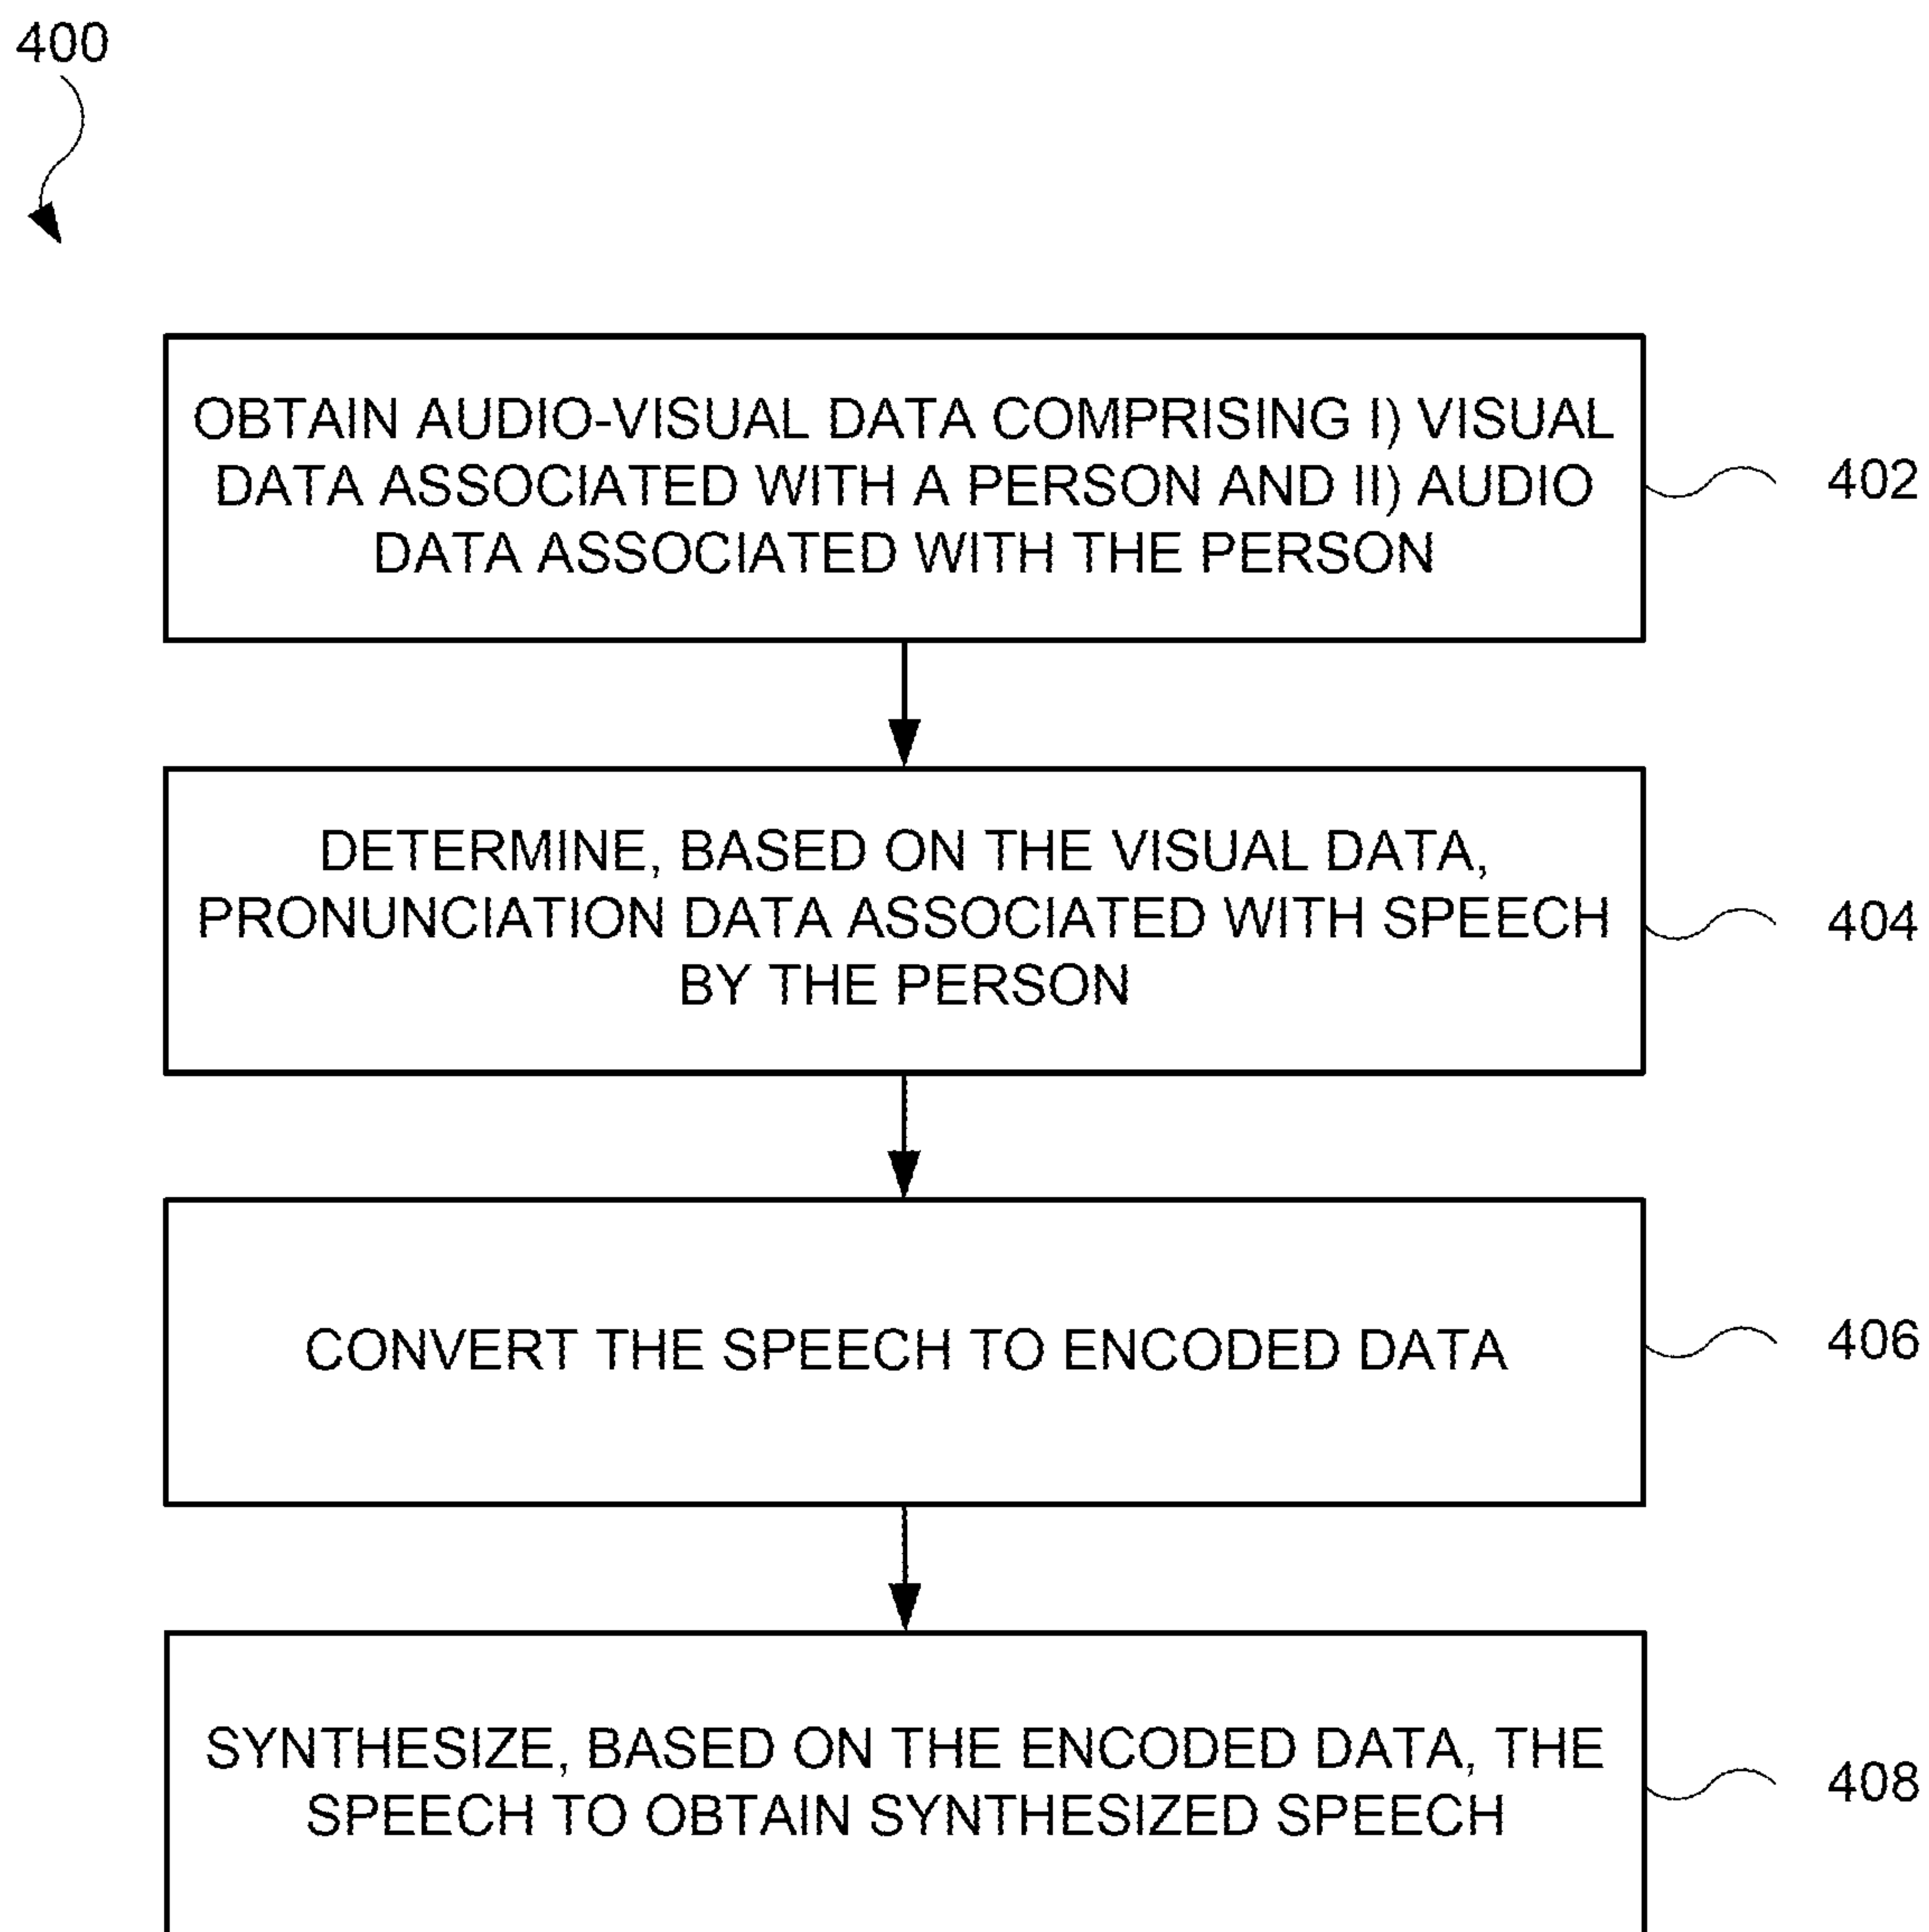 400
OBTAIN AUDIO-VISUAL DATA COMPRISING I) VISUAL
DATA ASSOCIATED WITH A PERSON AND II) AUDIO
DATA ASSOCIATED WITH THE PERSON
402
DETERMINE, BASED ON THE VISUAL DATA,
PRONUNCIATION DATA ASSOCIATED WITH SPEECH
BY THE PERSON
404
CONVERT THE SPEECH TO ENCODED DATA
406
SYNTHESIZE, BASED ON THE ENCODED DATA, THE
SPEECH TO OBTAIN SYNTHESIZED SPEECH
408